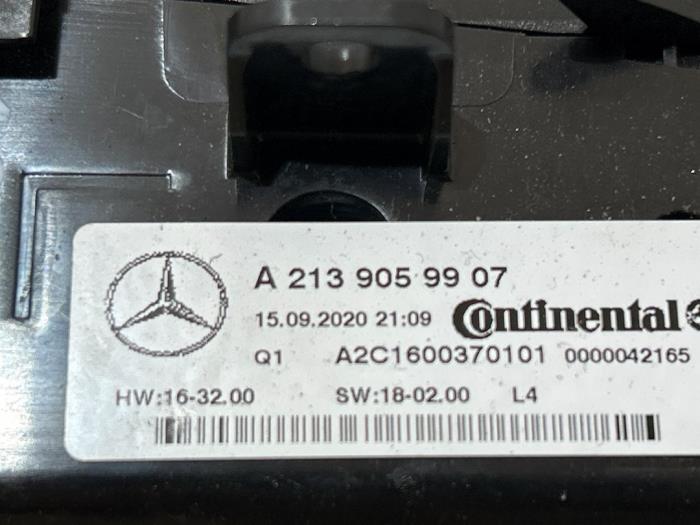 A 213 905 99 07
15.09.2020 21:09 Continental
Q1 A2C1600370101 0000042165
HW:16-32.00 SW:18-02.00 L4